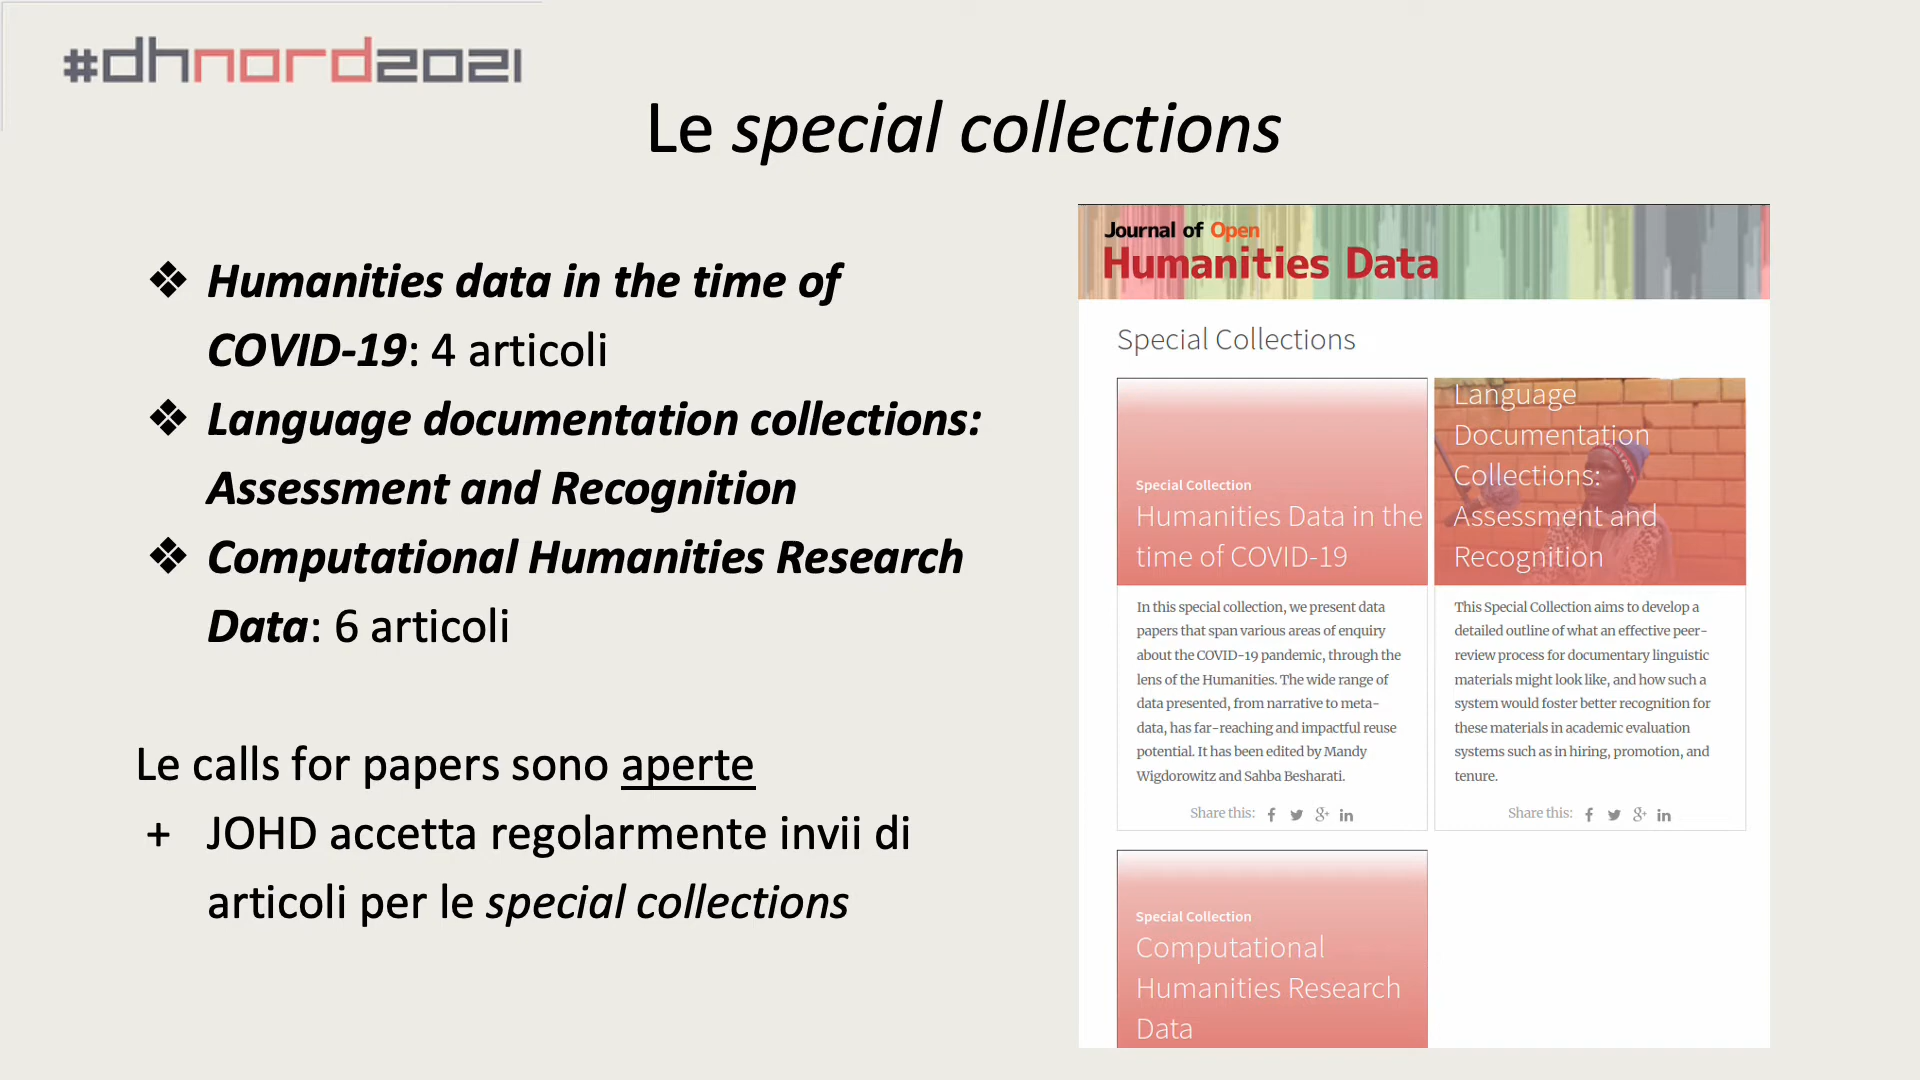 #dhnord2021
Le special collections
❖ Humanities data in the time of
COVID-19: 4 articoli
❖ Language documentation collections:
Assessment and Recognition
❖ Computational Humanities Research
Data: 6 articoli
Le calls for papers sono aperte
+ JOHD accetta regolarmente invii di
articoli per le special collections
Journal of Open
Humanities Data
Special Collections
Special Collection
Humanities Data in the
time of COVID-19
In this special collection, we present data
papers that span various areas of enquiry
about the COVID-19 pandemic, through the
lens of the Humanities. The wide range of
data presented, from narrative to meta-
data, has far-reaching and impactful reuse
potential. It has been edited by Mandy
Wigdorowitz and Sahba Besharati.
Share this:
Language
Documentation
Collections:
Assessment and
Recognition
This Special Collection aims to develop a
detailed outline of what an effective peer-
review process for documentary linguistic
materials might look like, and how such a
system would foster better recognition for
these materials in academic evaluation
systems such as in hiring, promotion, and
tenure.
Share this:
Special Collection
Computational
Humanities Research
Data